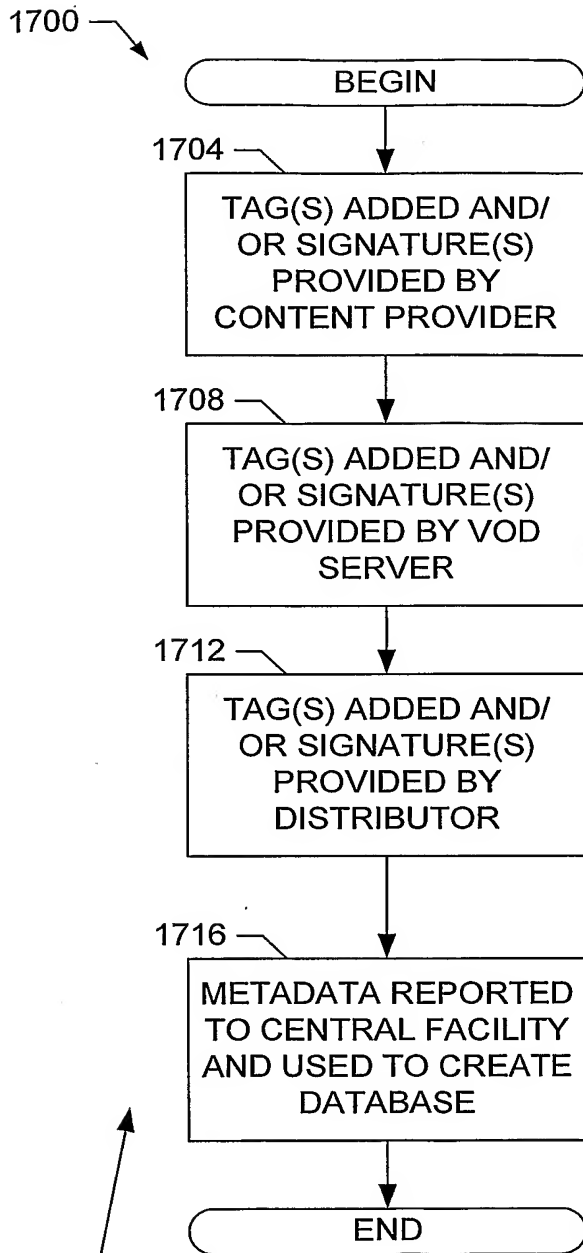 1700
BEGIN
1704
TAG(S) ADDED AND/
OR SIGNATURE(S)
PROVIDED BY
CONTENT PROVIDER
1708
TAG(S) ADDED AND/
OR SIGNATURE(S)
PROVIDED BY VOD
SERVER
1712
TAG(S) ADDED AND/
OR SIGNATURE(S)
PROVIDED BY
DISTRIBUTOR
1716
METADATA REPORTED
TO CENTRAL FACILITY
AND USED TO CREATE
DATABASE
END